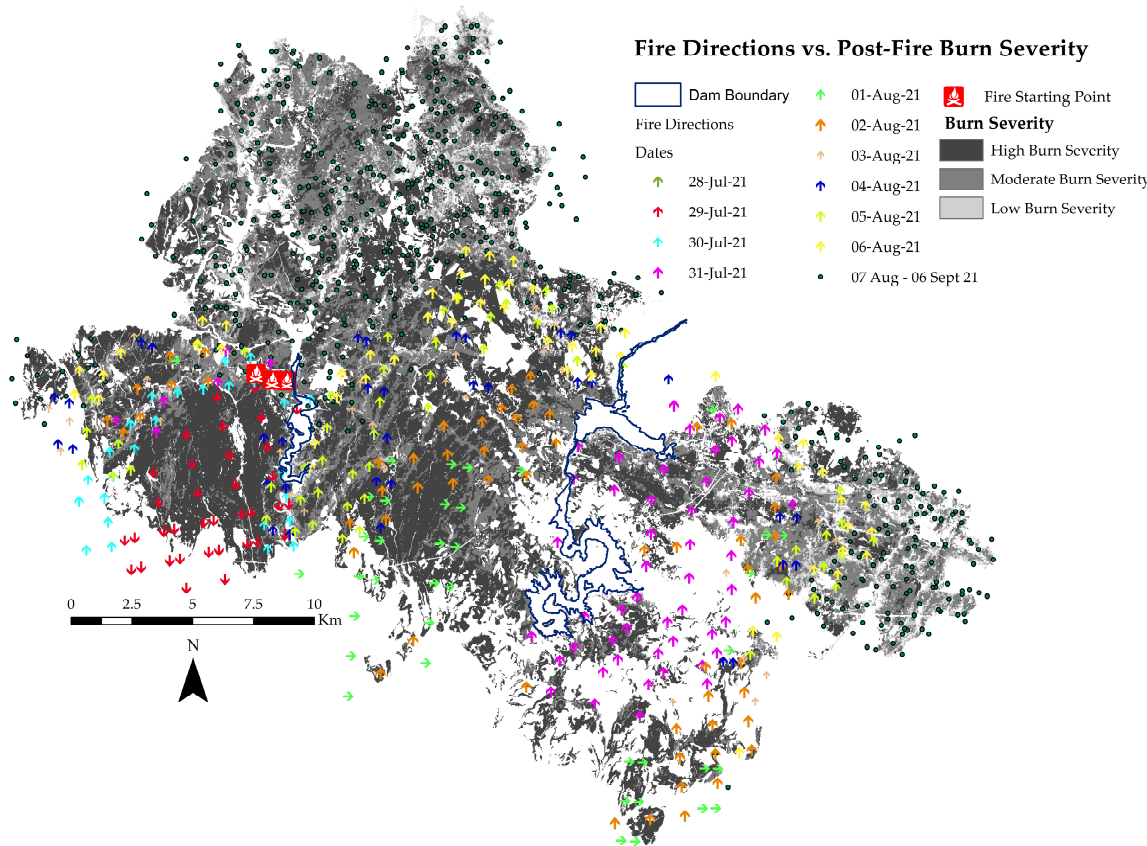 Fire Directions vs. Post-Fire Burn Severity
Dam Boundary
Fire Directions
Dates
28-Jul-21
29-Jul-21
30-Jul-21
31-Jul-21
01-Aug-21
02-Aug-21
03-Aug-21
04-Aug-21
05-Aug-21
06-Aug-21
07 Aug - 06 Sept 21
Fire Starting Point
Burn Severity
High Burn Severity
Moderate Burn Severity
Low Burn Severity
0 2.5 5 7.5 10
Km
N